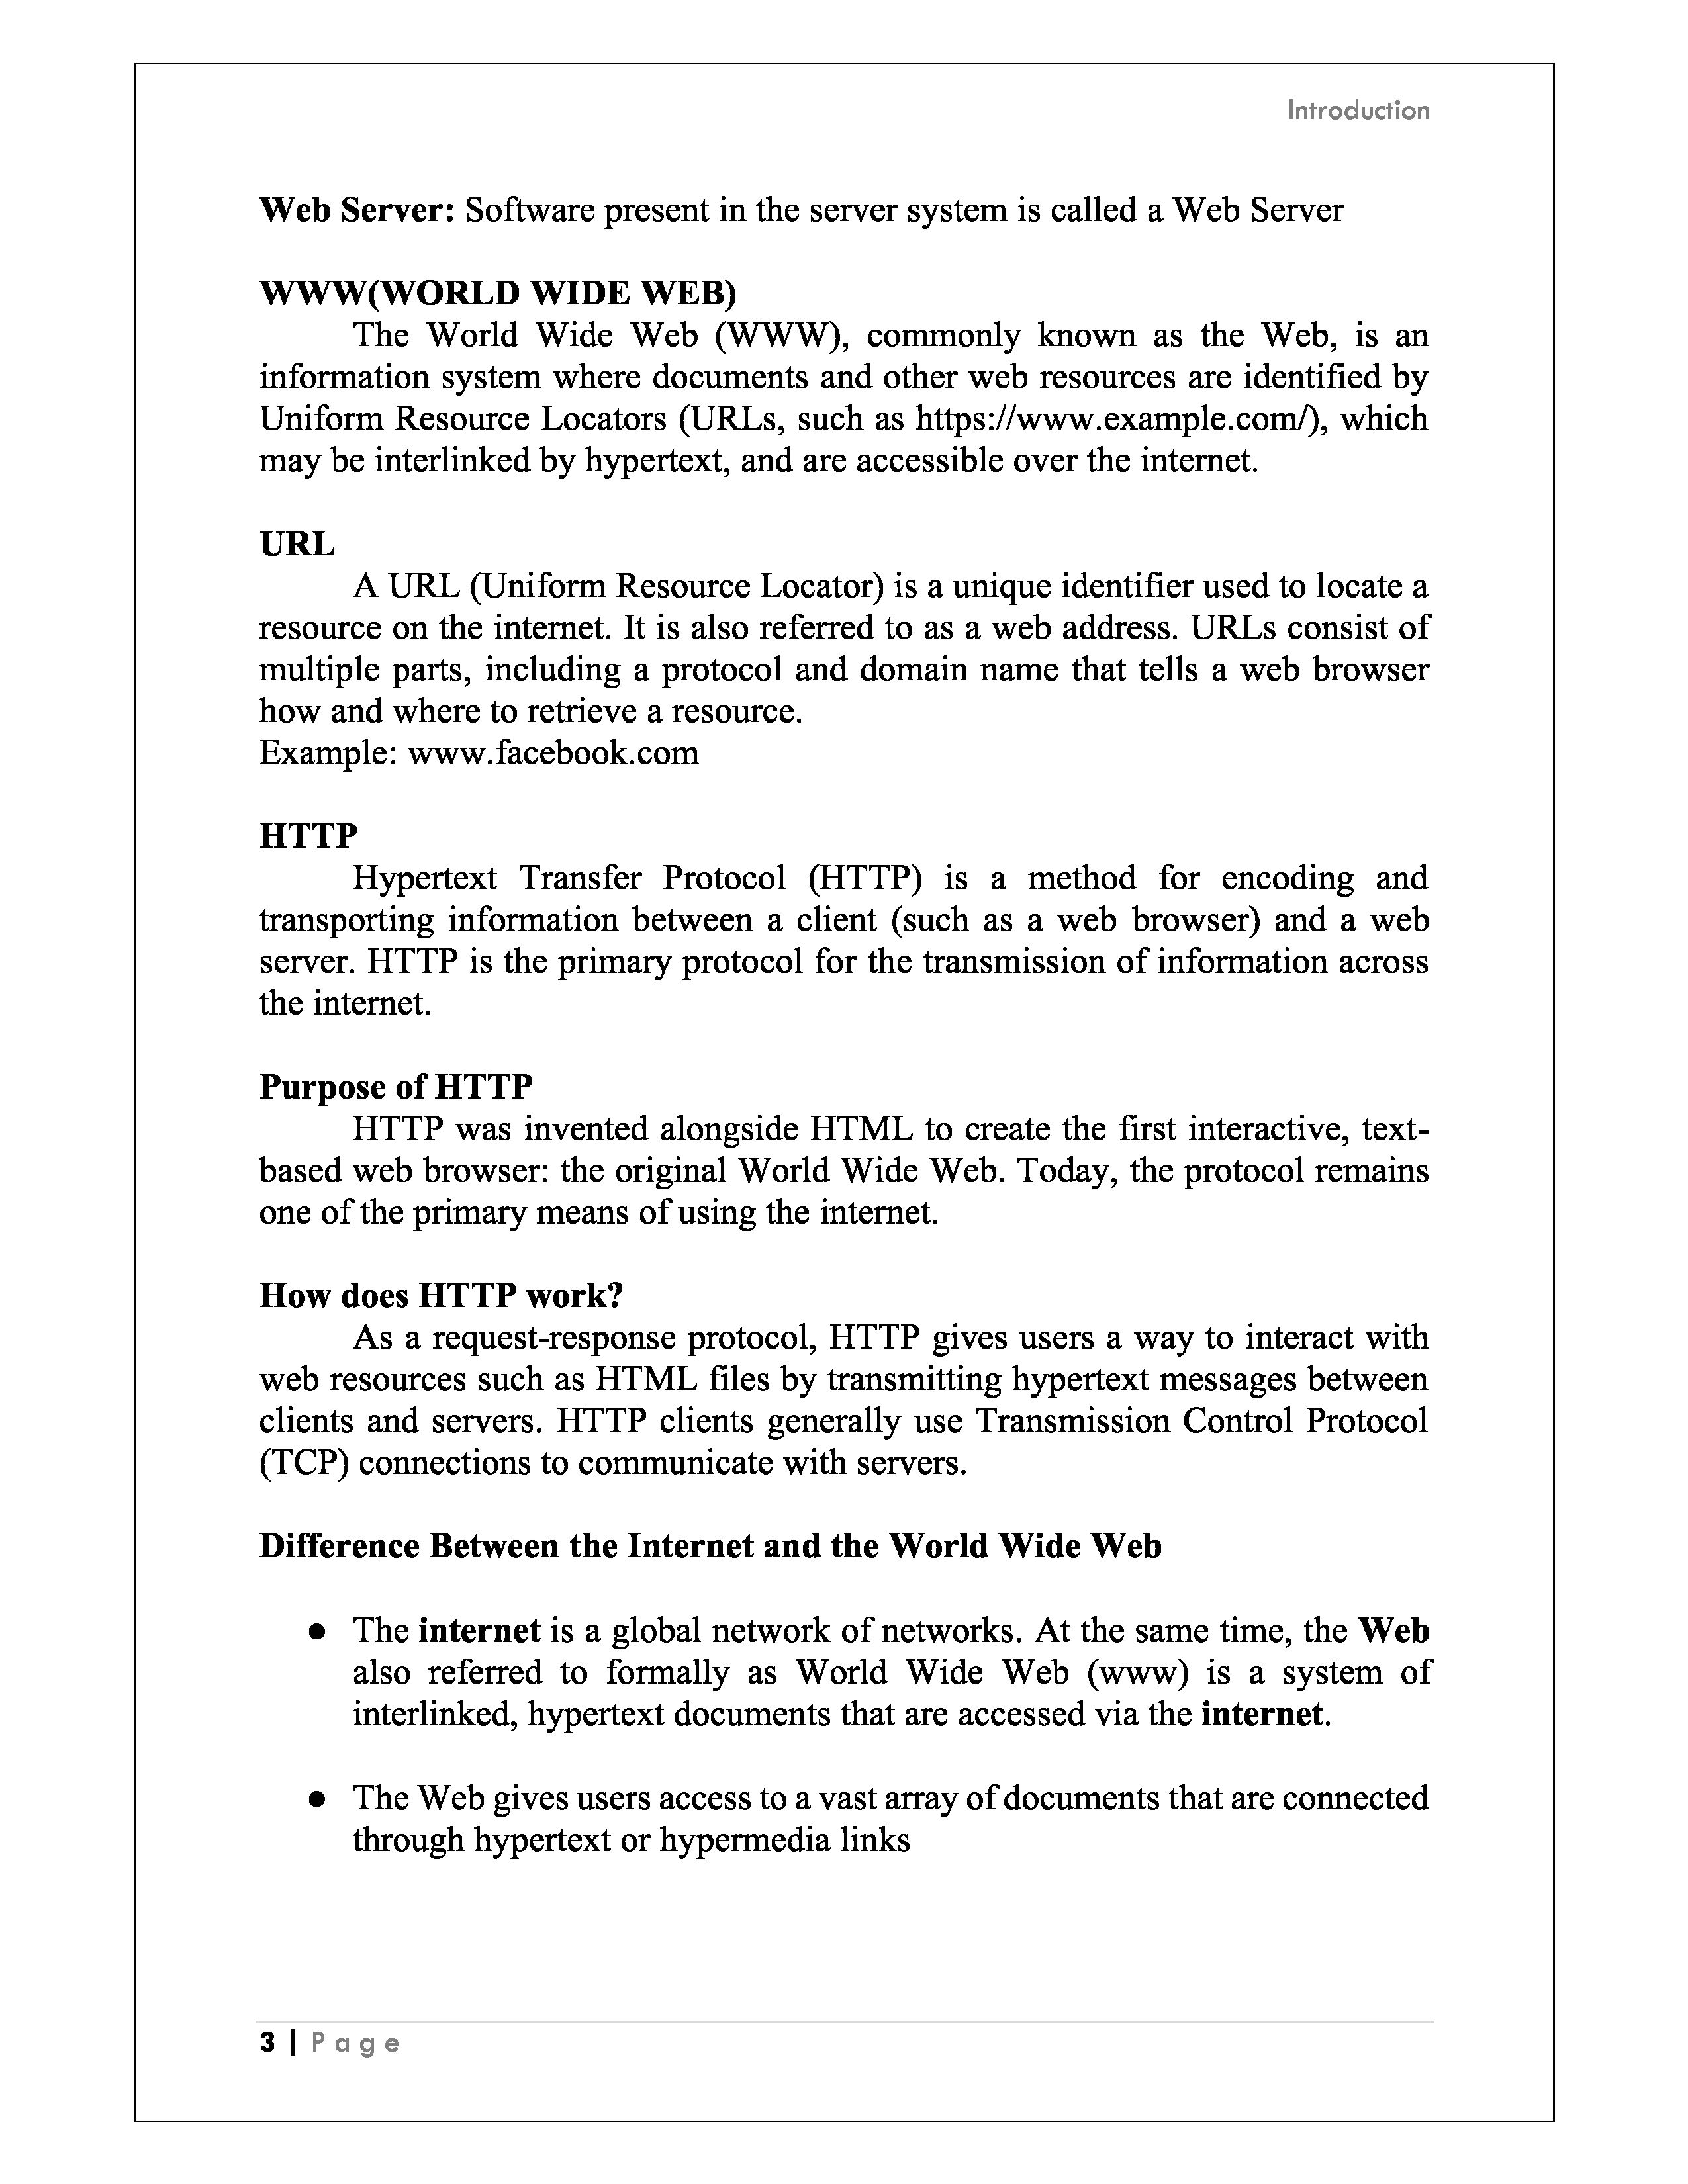 Introduction
Web Server: Software present in the server system is called a Web Server
WWW(WORLD WIDE WEB)
The World Wide Web (WWW), commonly known as the Web, is an
information system where documents and other web resources are identified by
Uniform Resource Locators (URLs, such as https://www.example.com/), which
may be interlinked by hypertext, and are accessible over the internet.
URL
A URL (Uniform Resource Locator) is a unique identifier used to locate a
resource on the internet. It is also referred to as a web address. URLs consist of
multiple parts, including a protocol and domain name that tells a web browser
how and where to retrieve a resource.
Example: www.facebook.com
HTTP
Hypertext Transfer Protocol (HTTP) is a method for encoding and
transporting information between a client (such as a web browser) and a web
server. HTTP is the primary protocol for the transmission of information across
the internet.
Purpose of HTTP
HTTP was invented alongside HTML to create the first interactive, text-
based web browser: the original World Wide Web. Today, the protocol remains
one of the primary means of using the internet.
How does HTTP work?
As a request-response protocol, HTTP gives users a way to interact with
web resources such as HTML files by transmitting hypertext messages between
clients and servers. HTTP clients generally use Transmission Control Protocol
(TCP) connections to communicate with servers.
Difference Between the Internet and the World Wide Web
● The internet is a global network of networks. At the same time, the Web
also referred to formally as World Wide Web (www) is a system of
interlinked, hypertext documents that are accessed via the internet.
● The Web gives users access to a vast array of documents that are connected
through hypertext or hypermedia links
3 | Page